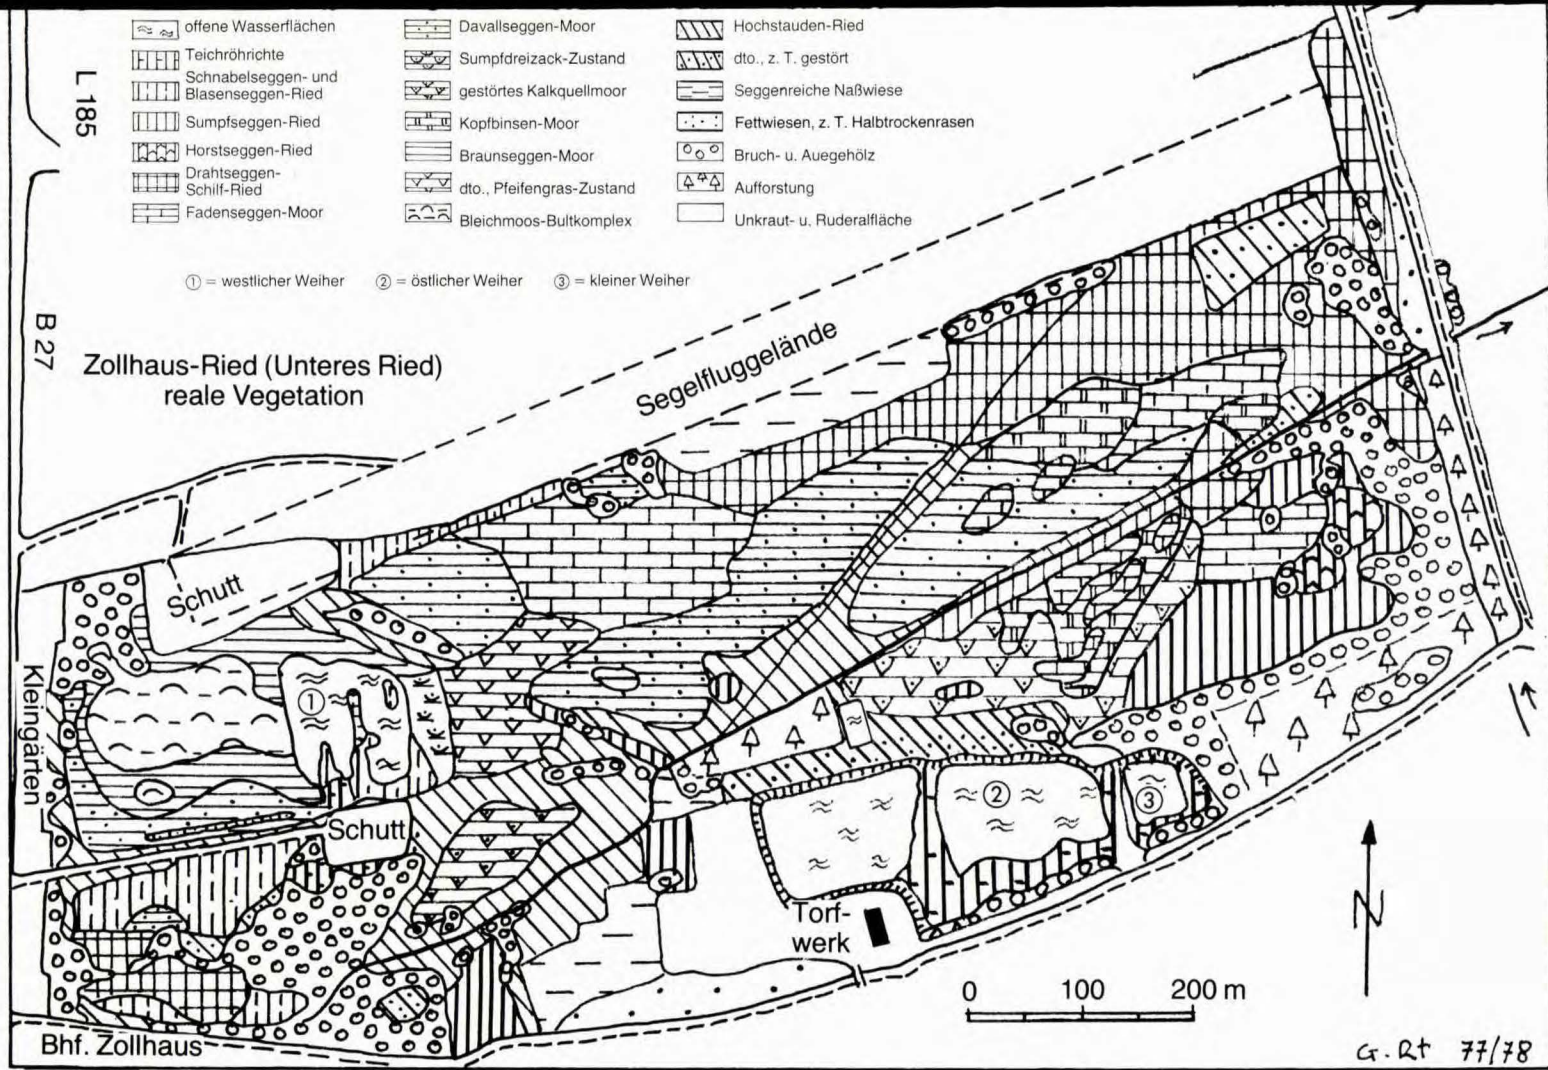 offene Wasserflächen
Teichröhrichte
Schnabelseggen- und
Blasenseggen-Ried
Sumpfseggen-Ried
Horstseggen-Ried
Drahtseggen-
Schilf-Ried
Fadenseggen-Moor
Davallseggen-Moor
Sumpfdreizack-Zustand
gestörtes Kalkquellmoor
Kopfbinsen-Moor
Braunseggen-Moor
dto., Pfeifengras-Zustand
Bleichmoos-Bultkomplex
Hochstauden-Ried
dto., z. T. gestört
Seggenreiche Naßwiese
Fettwiesen, z. T. Halbtrockenrasen
Bruch- u. Auegehölz
Aufforstung
Unkraut- u. Ruderalfläche
① = westlicher Weiher ② = östlicher Weiher ③ = kleiner Weiher
L 185
B 27
Zollhaus-Ried (Unteres Ried)
reale Vegetation
Segelfluggelände
Schutt
Kleingärten
①
Schutt
②
③
Torf-
werk
N
0 100 200 m
Bhf. Zollhaus
G. Rt 77/78